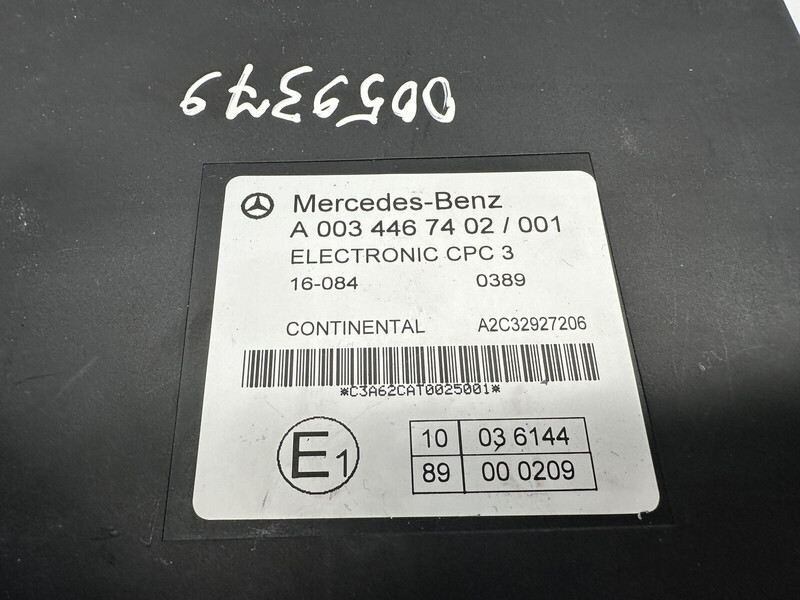 0059379
Mercedes-Benz
A 003 446 74 02 / 001
ELECTRONIC CPC 3
16-084 0389
CONTINENTAL A2C32927206
*C3A62CAT0025001*
E1
10 03 6144
89 00 0209